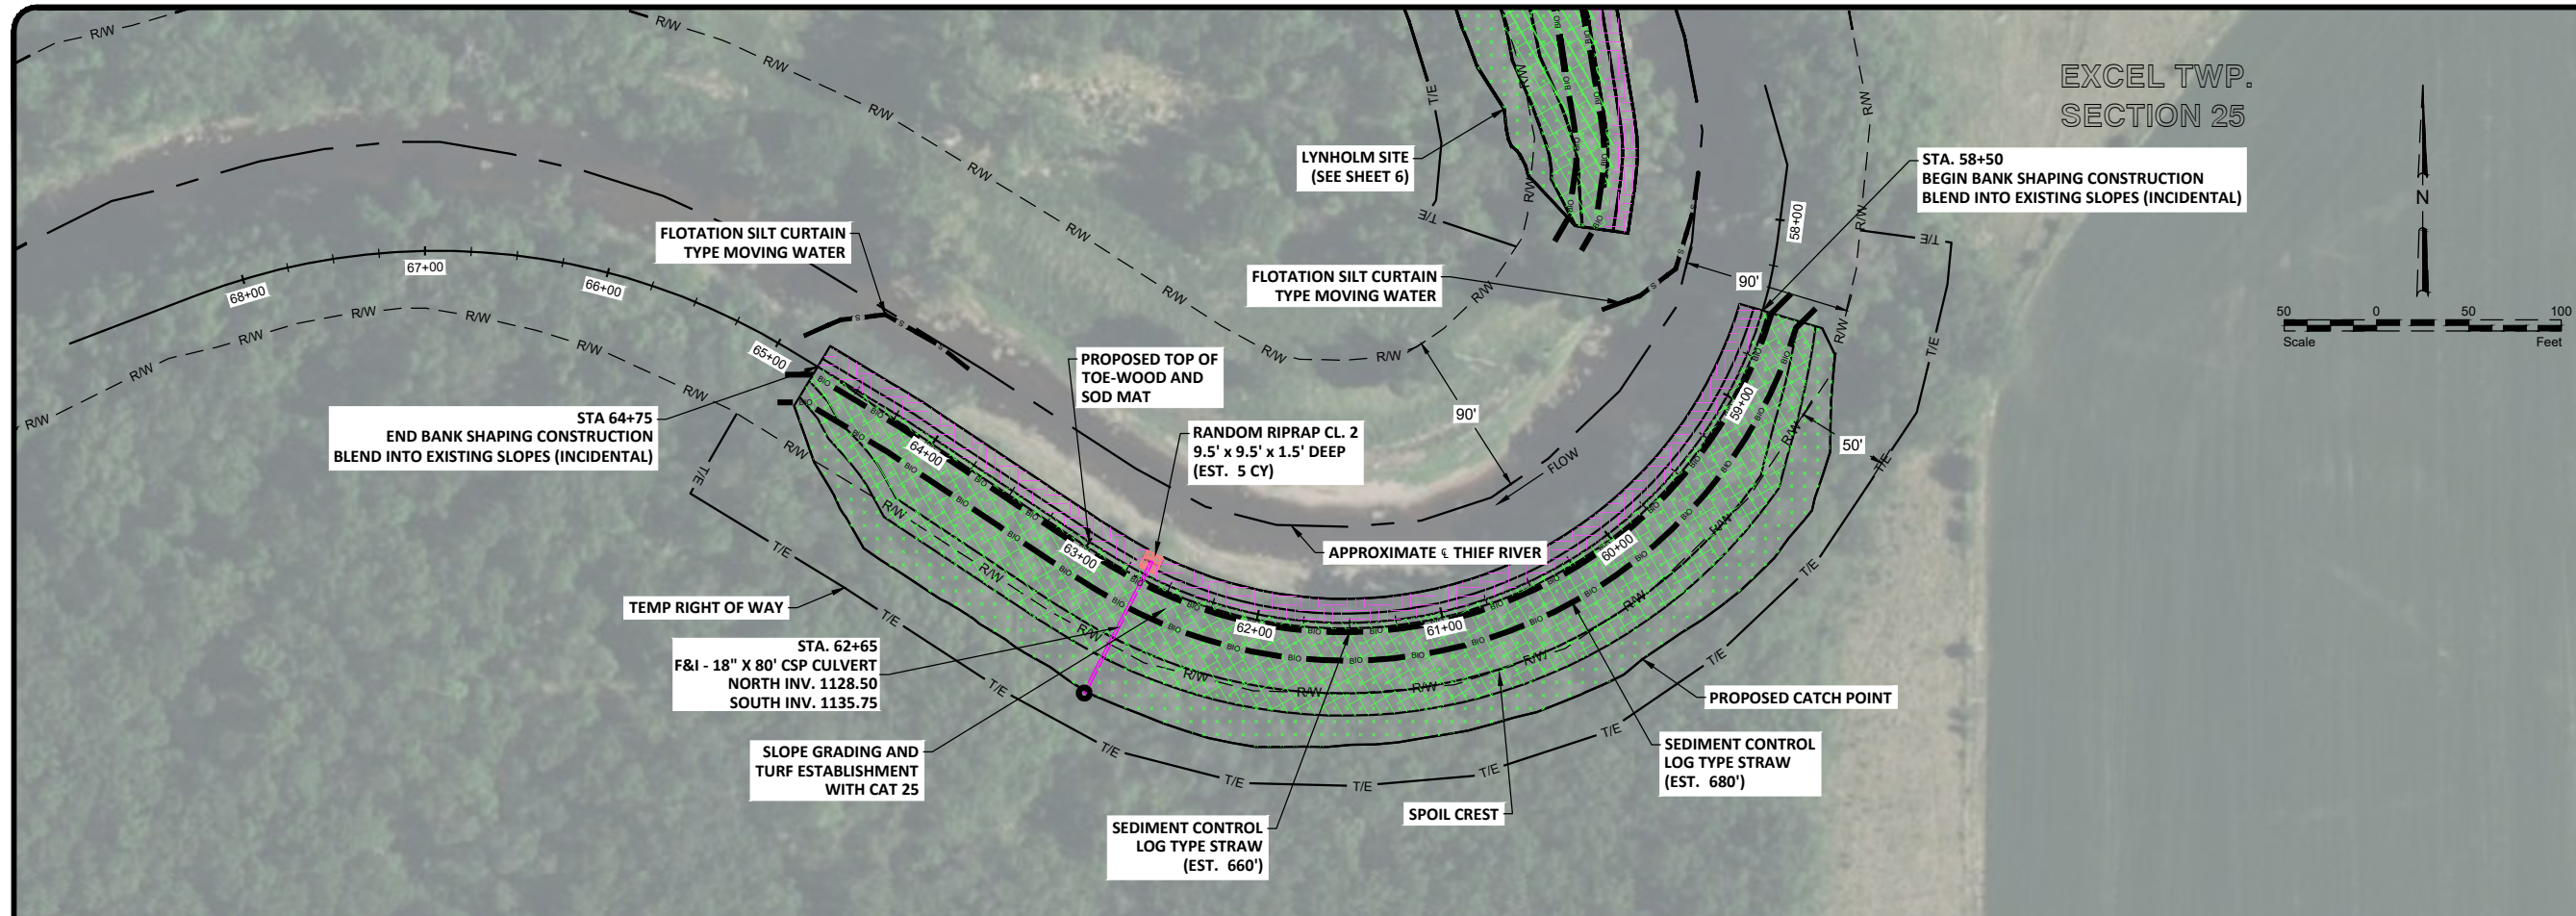 EXCEL TWP.
SECTION 25
N
50 0 50 100
Scale Feet
STA. 58+50
BEGIN BANK SHAPING CONSTRUCTION
BLEND INTO EXISTING SLOPES (INCIDENTAL)
LYNHOLM SITE
(SEE SHEET 6)
FLOTATION SILT CURTAIN
TYPE MOVING WATER
FLOTATION SILT CURTAIN
TYPE MOVING WATER
PROPOSED TOP OF
TOE-WOOD AND
SOD MAT
RANDOM RIPRAP CL. 2
9.5' x 9.5' x 1.5' DEEP
(EST. 5 CY)
STA 64+75
END BANK SHAPING CONSTRUCTION
BLEND INTO EXISTING SLOPES (INCIDENTAL)
APPROXIMATE ℄ THIEF RIVER
FLOW
90'
90'
50'
TEMP RIGHT OF WAY
STA. 62+65
F&I - 18" X 80' CSP CULVERT
NORTH INV. 1128.50
SOUTH INV. 1135.75
SLOPE GRADING AND
TURF ESTABLISHMENT
WITH CAT 25
SEDIMENT CONTROL
LOG TYPE STRAW
(EST. 660')
SPOIL CREST
SEDIMENT CONTROL
LOG TYPE STRAW
(EST. 680')
PROPOSED CATCH POINT
58+00
59+00
60+00
61+00
62+00
63+00
64+00
65+00
66+00
67+00
68+00
R/W
T/E
BIO
S